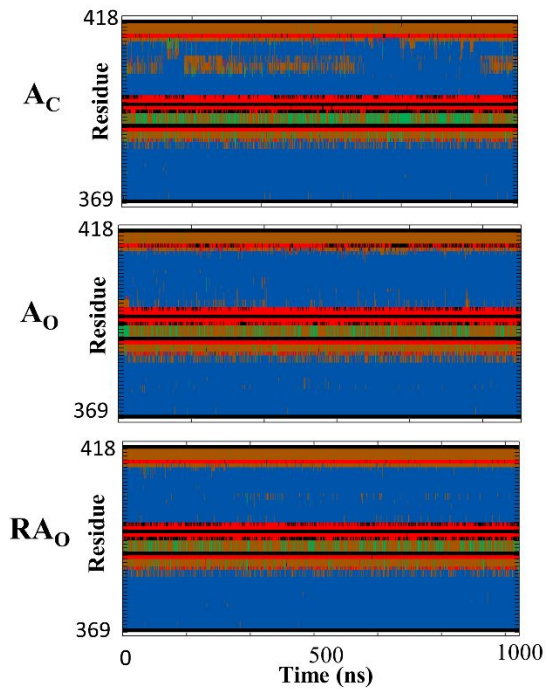 418
A_C
Residue
369
418
A_O
Residue
369
418
RA_O
Residue
369
0 500 1000
Time (ns)